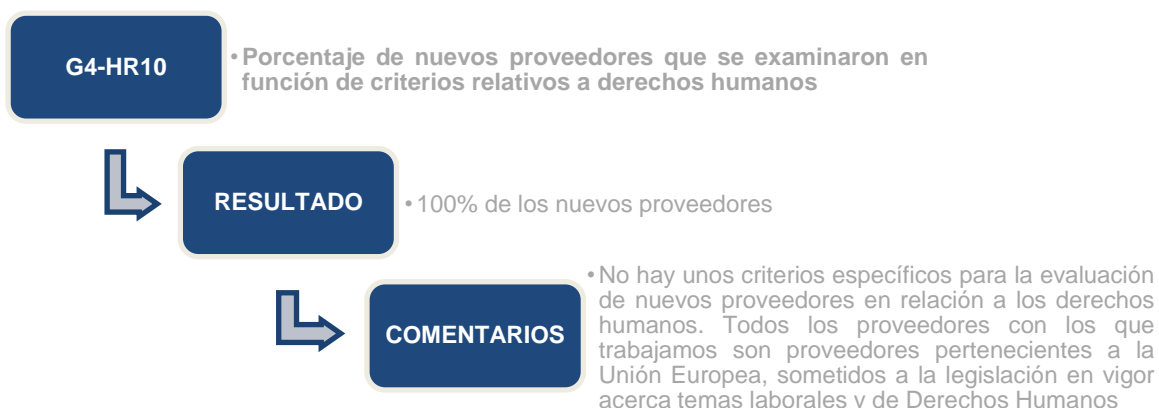 G4-HR10
• Porcentaje de nuevos proveedores que se examinaron en
función de criterios relativos a derechos humanos
RESULTADO
• 100% de los nuevos proveedores
COMENTARIOS
• No hay unos criterios específicos para la evaluación
de nuevos proveedores en relación a los derechos
humanos. Todos los proveedores con los que
trabajamos son proveedores pertenecientes a la
Unión Europea, sometidos a la legislación en vigor
acerca temas laborales y de Derechos Humanos